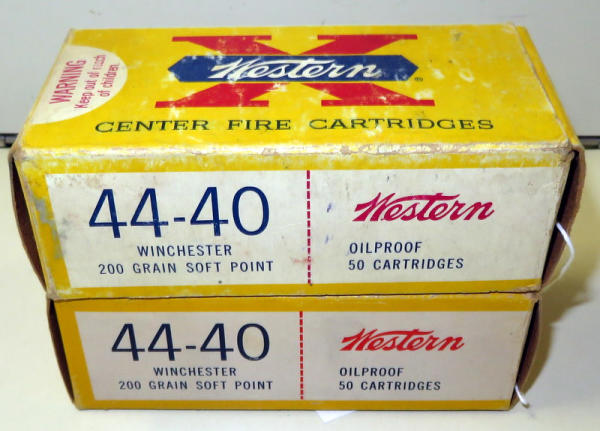 WARNING
Keep out of reach
of children.
X
Western
®
CENTER FIRE CARTRIDGES
44-40
WINCHESTER
200 GRAIN SOFT POINT
Western
OILPROOF
50 CARTRIDGES
44-40
WINCHESTER
200 GRAIN SOFT POINT
Western
OILPROOF
50 CARTRIDGES